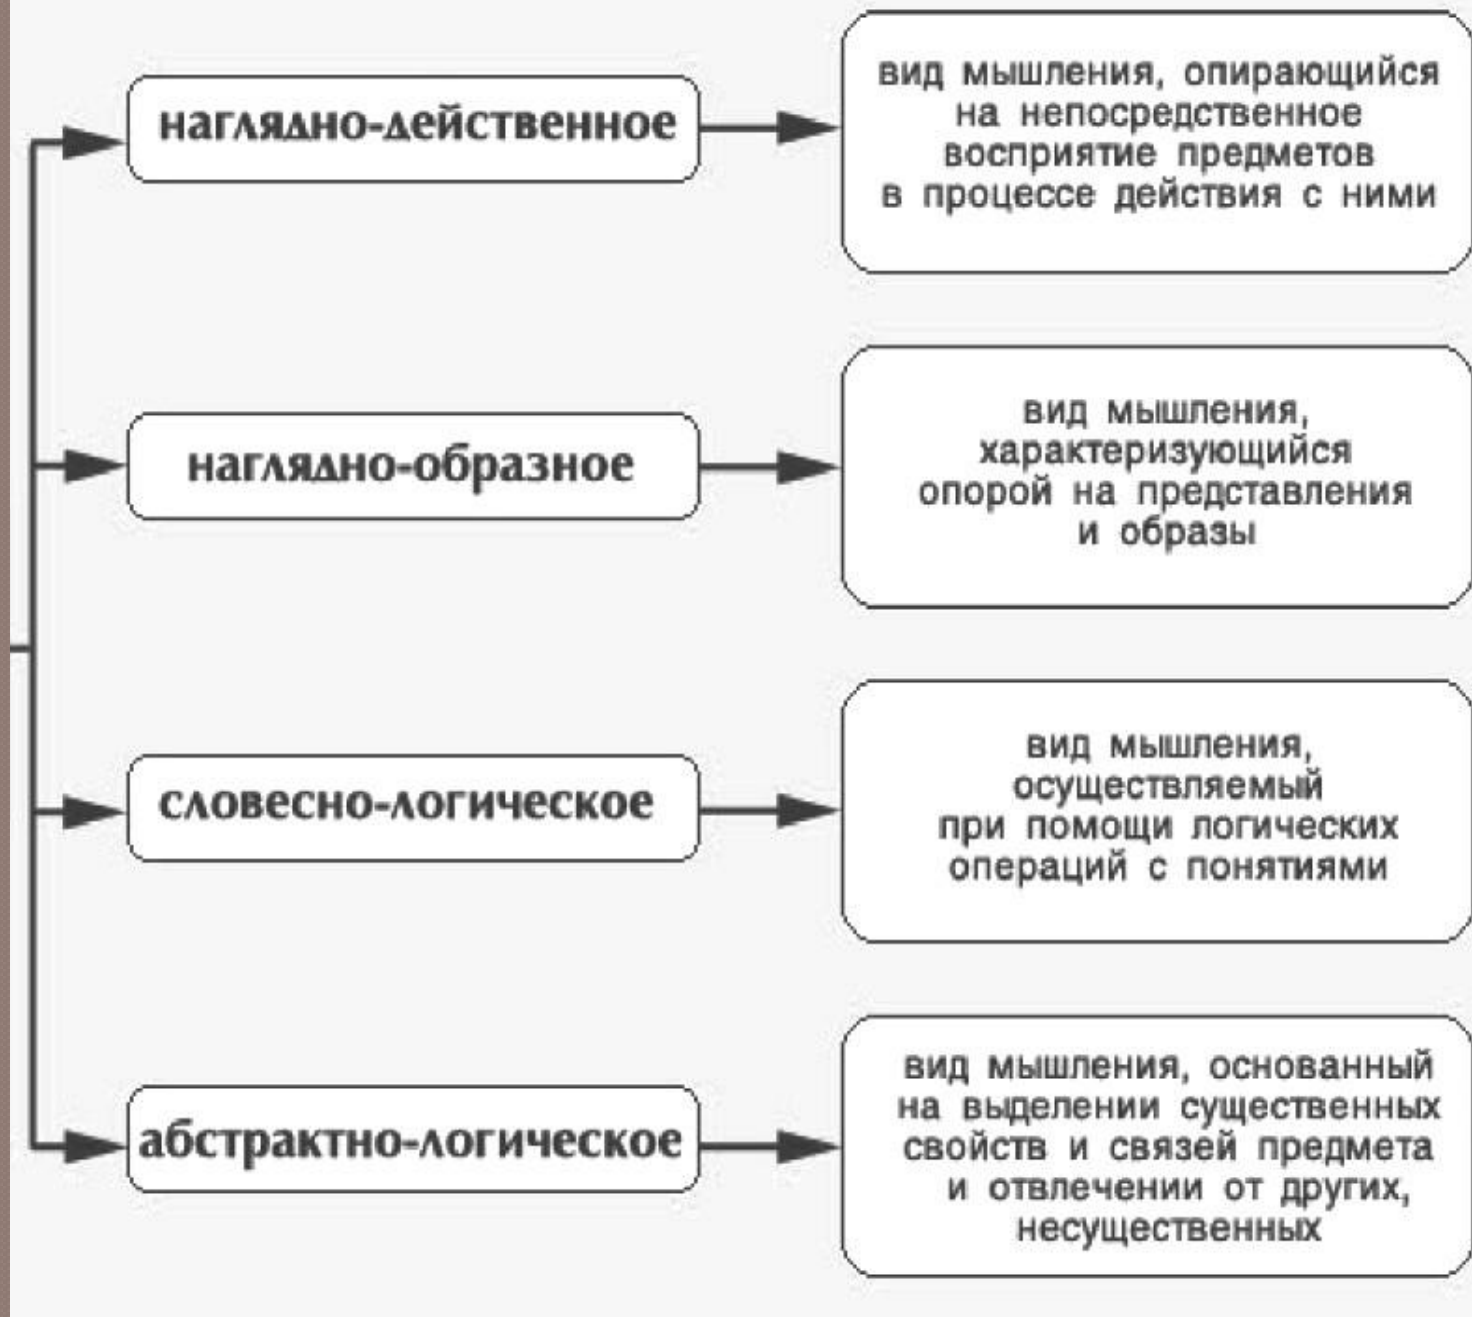 наглядно-действенное
вид мышления, опирающийся
на непосредственное
восприятие предметов
в процессе действия с ними
наглядно-образное
вид мышления,
характеризующийся
опорой на представления
и образы
словесно-логическое
вид мышления,
осуществляемый
при помощи логических
операций с понятиями
абстрактно-логическое
вид мышления, основанный
на выделении существенных
свойств и связей предмета
и отвлечении от других,
несущественных